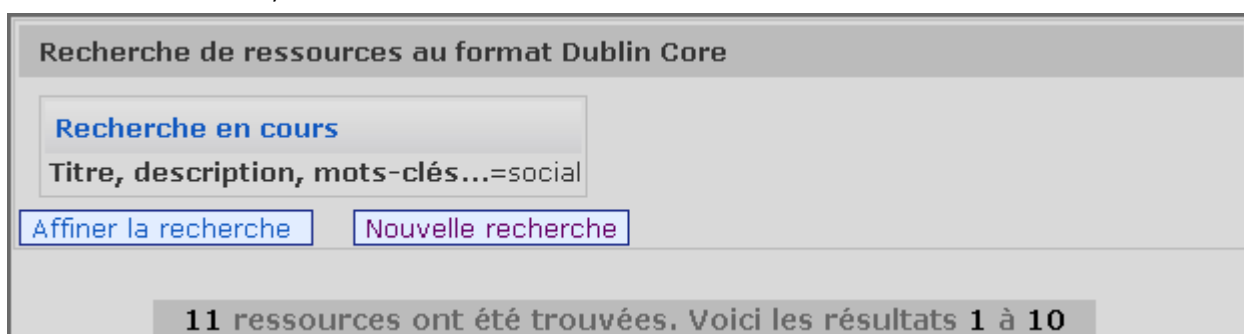 Recherche de ressources au format Dublin Core
Recherche en cours
Titre, description, mots-clés...=social
Affiner la recherche Nouvelle recherche
11 ressources ont été trouvées. Voici les résultats 1 à 10